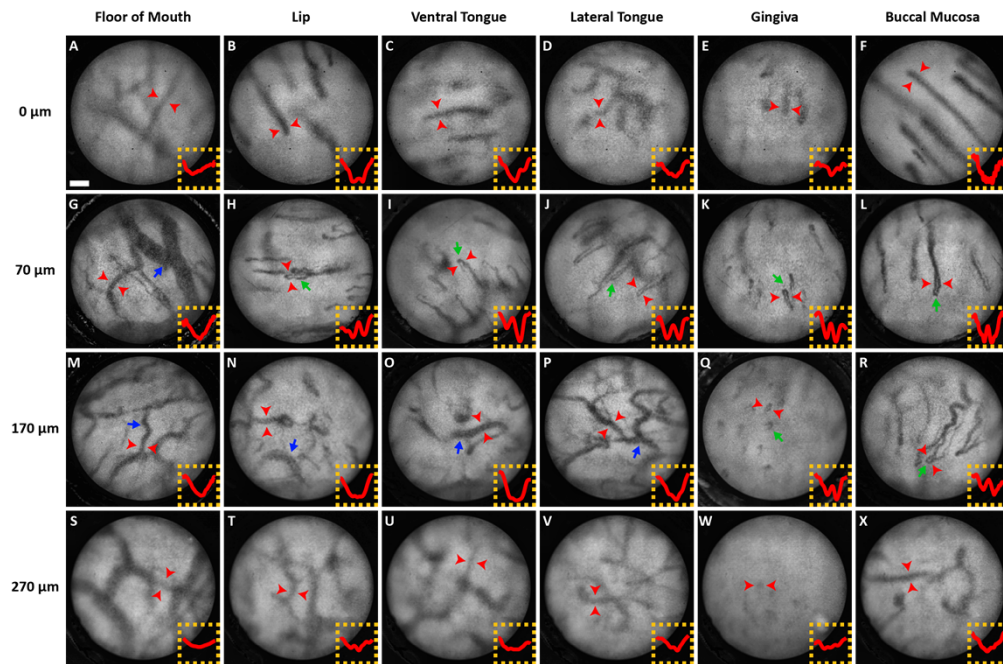 Floor of Mouth Lip Ventral Tongue Lateral Tongue Gingiva Buccal Mucosa
A B C D E F
0 µm
G H I J K L
70 µm
M N O P Q R
170 µm
S T U V W X
270 µm